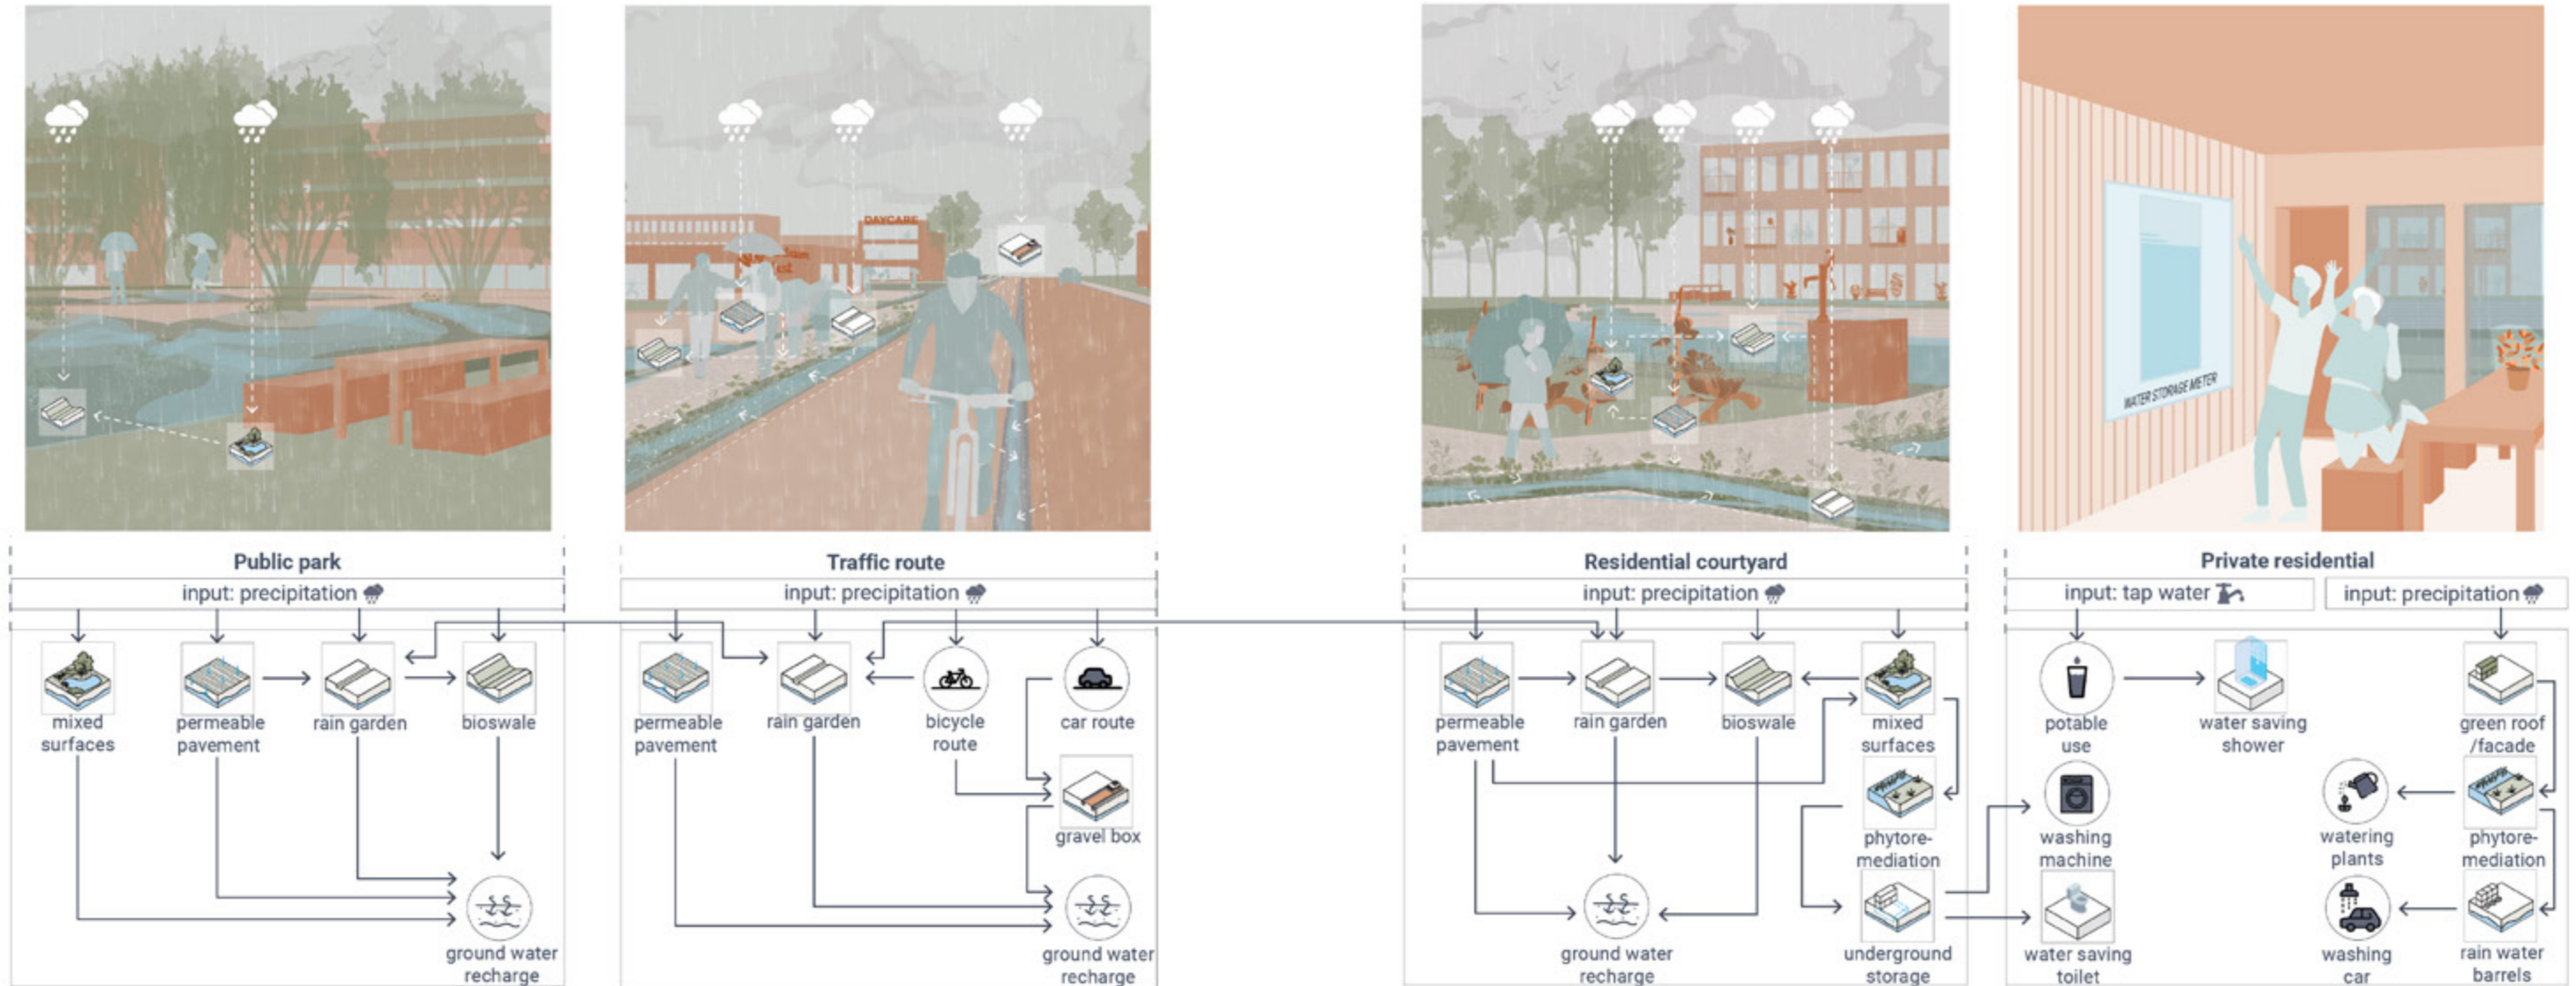 DAYCARE
WATER STORAGE METER
Public park
input: precipitation
mixed
surfaces
permeable
pavement
rain garden
bioswale
ground water
recharge
Traffic route
input: precipitation
permeable
pavement
rain garden
bicycle
route
car route
gravel box
ground water
recharge
Residential courtyard
input: precipitation
permeable
pavement
rain garden
bioswale
mixed
surfaces
phytore-
mediation
ground water
recharge
underground
storage
Private residential
input: tap water
input: precipitation
potable
use
water saving
shower
green roof
/facade
washing
machine
watering
plants
phytore-
mediation
water saving
toilet
washing
car
rain water
barrels